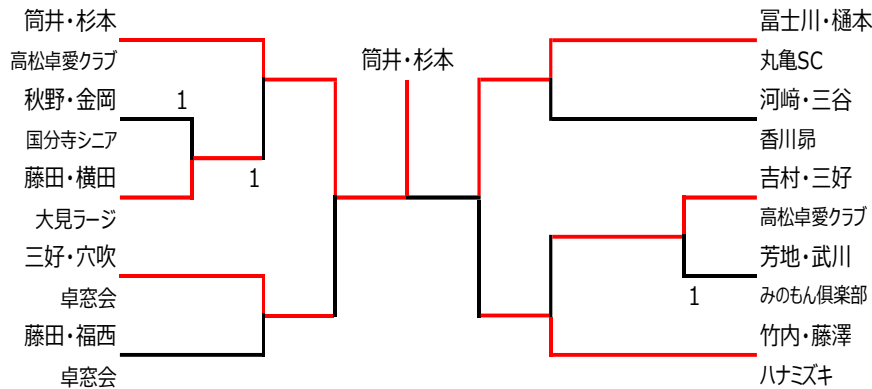 筒井・杉本
高松卓愛クラブ
秋野・金岡
1
国分寺シニア
藤田・横田
1
大見ラージ
三好・穴吹
卓窓会
藤田・福西
卓窓会
筒井・杉本
冨士川・樋本
丸亀SC
河﨑・三谷
香川昴
吉村・三好
高松卓愛クラブ
芳地・武川
1
みのもん倶楽部
竹内・藤澤
ハナミズキ